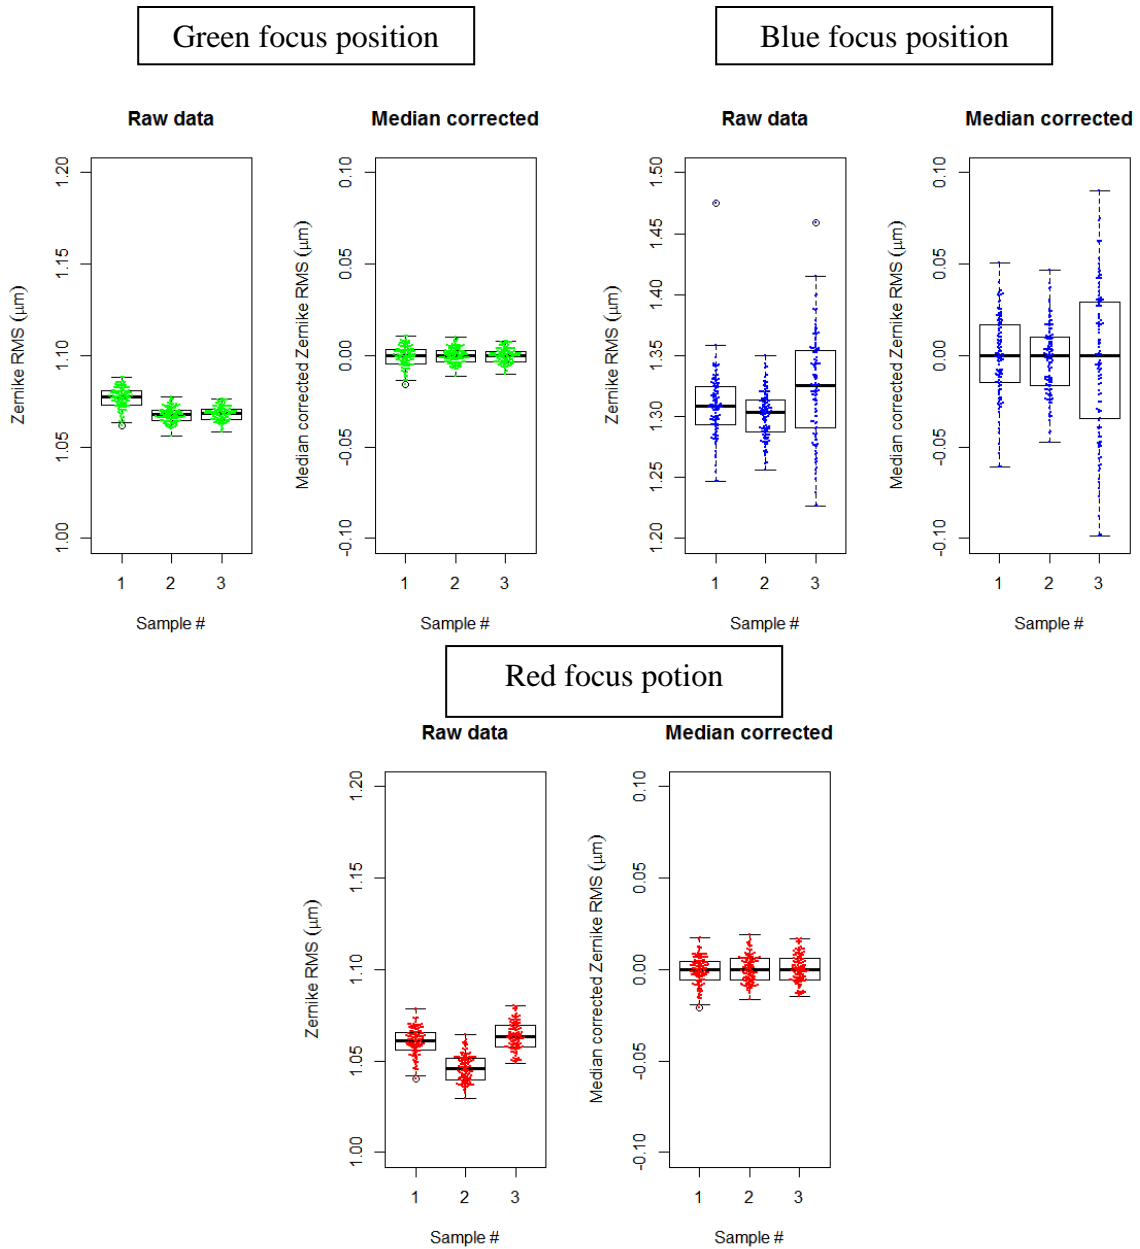 Green focus position
Blue focus position
Raw data
Median corrected
Raw data
Median corrected
Zernike RMS (μm)
1.00
1.05
1.10
1.15
1.20
1 2 3
Sample #
Median corrected Zernike RMS (μm)
-0.10
-0.05
0.00
0.05
0.10
1 2 3
Sample #
Zernike RMS (μm)
1.20
1.25
1.30
1.35
1.40
1.45
1.50
1 2 3
Sample #
Median corrected Zernike RMS (μm)
-0.10
-0.05
0.00
0.05
0.10
1 2 3
Sample #
Red focus potion
Raw data
Median corrected
Zernike RMS (μm)
1.00
1.05
1.10
1.15
1.20
1 2 3
Sample #
Median corrected Zernike RMS (μm)
-0.10
-0.05
0.00
0.05
0.10
1 2 3
Sample #